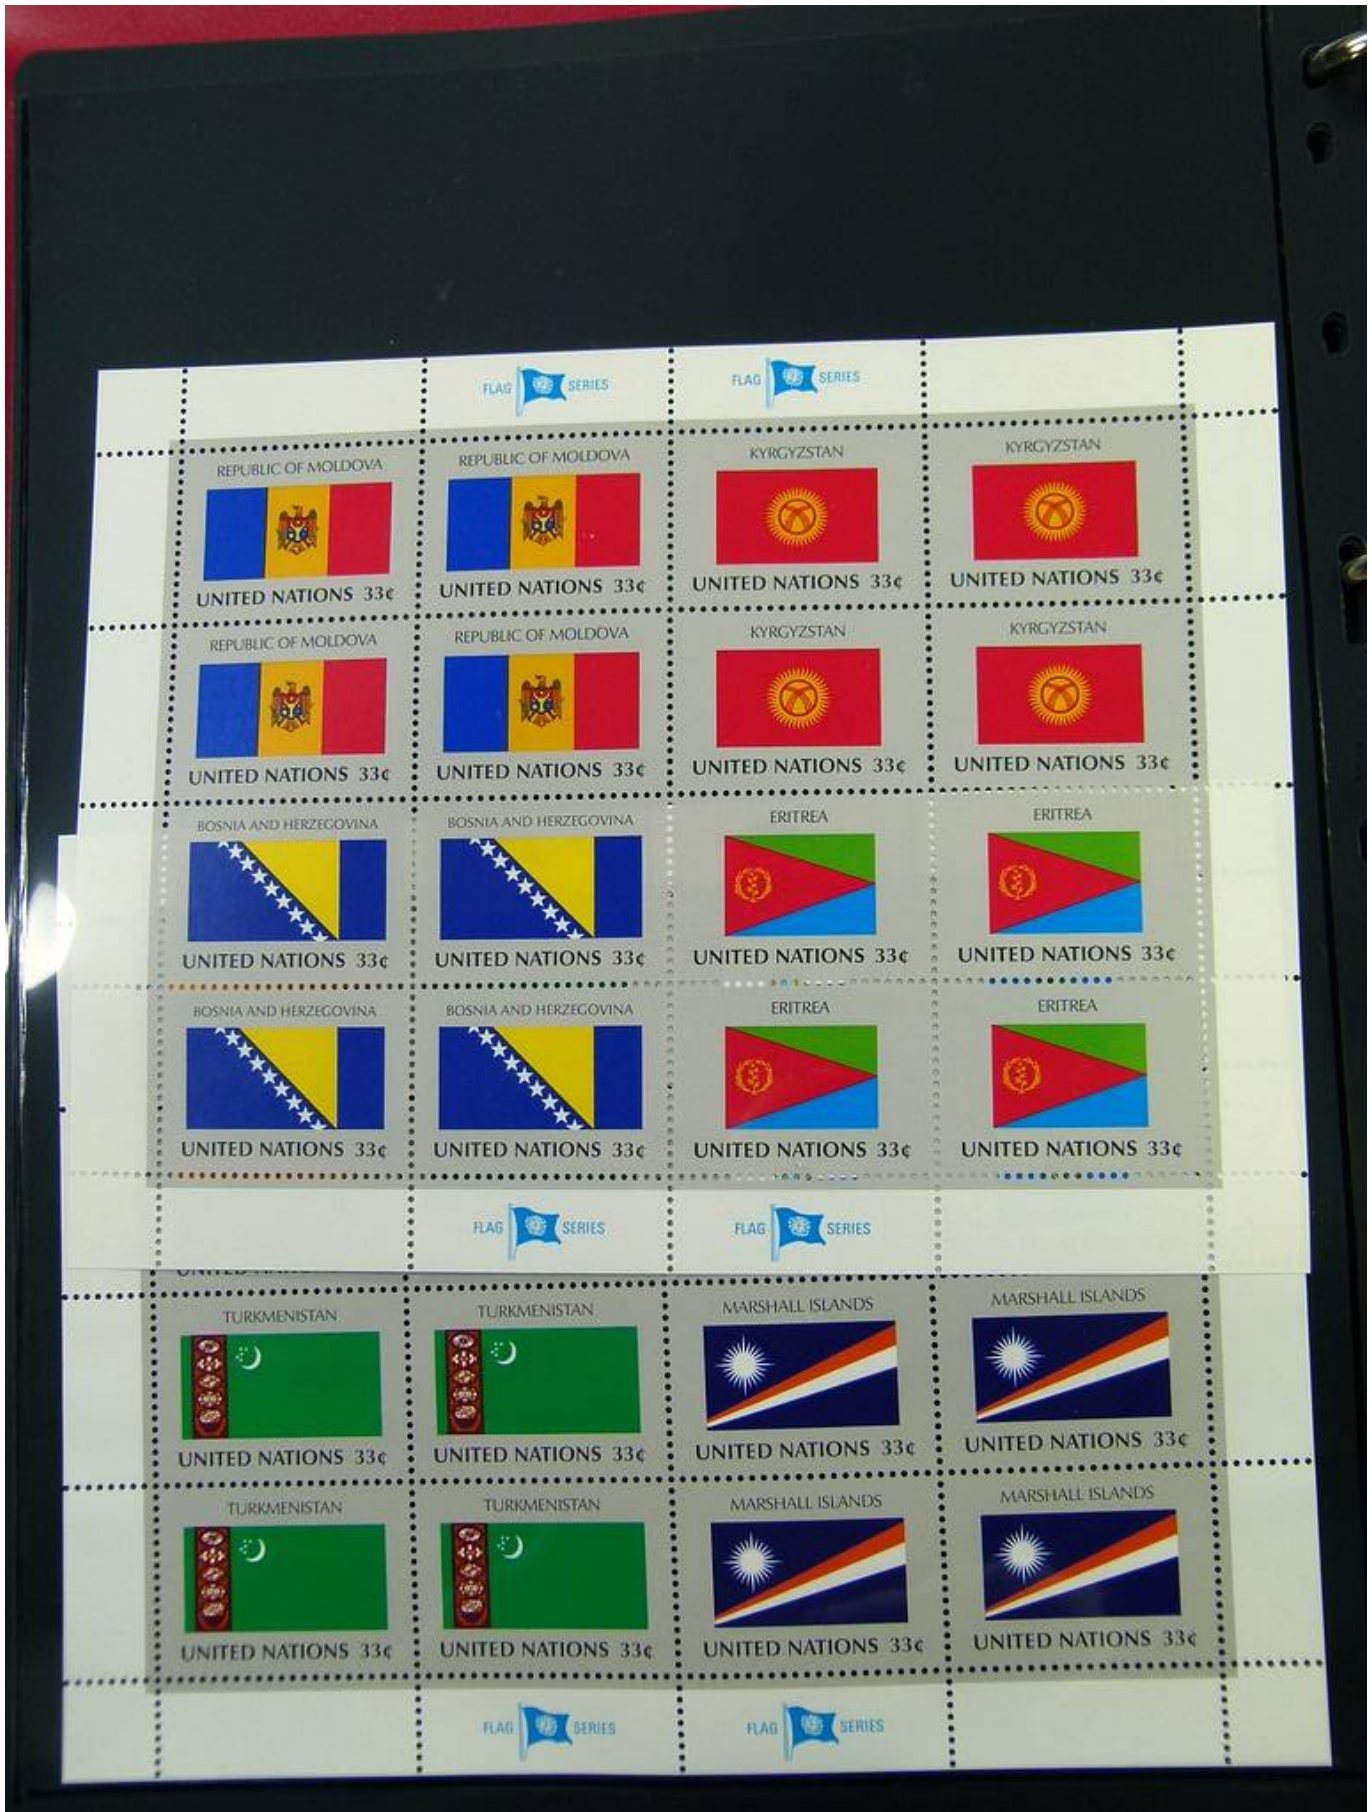 FLAG SERIES FLAG SERIES
REPUBLIC OF MOLDOVA REPUBLIC OF MOLDOVA KYRGYZSTAN KYRGYZSTAN
UNITED NATIONS 33¢ UNITED NATIONS 33¢ UNITED NATIONS 33¢ UNITED NATIONS 33¢
REPUBLIC OF MOLDOVA REPUBLIC OF MOLDOVA KYRGYZSTAN KYRGYZSTAN
UNITED NATIONS 33¢ UNITED NATIONS 33¢ UNITED NATIONS 33¢ UNITED NATIONS 33¢
BOSNIA AND HERZEGOVINA BOSNIA AND HERZEGOVINA ERITREA ERITREA
UNITED NATIONS 33¢ UNITED NATIONS 33¢ UNITED NATIONS 33¢ UNITED NATIONS 33¢
BOSNIA AND HERZEGOVINA BOSNIA AND HERZEGOVINA ERITREA ERITREA
UNITED NATIONS 33¢ UNITED NATIONS 33¢ UNITED NATIONS 33¢ UNITED NATIONS 33¢
FLAG SERIES FLAG SERIES
TURKMENISTAN TURKMENISTAN MARSHALL ISLANDS MARSHALL ISLANDS
UNITED NATIONS 33¢ UNITED NATIONS 33¢ UNITED NATIONS 33¢ UNITED NATIONS 33¢
TURKMENISTAN TURKMENISTAN MARSHALL ISLANDS MARSHALL ISLANDS
UNITED NATIONS 33¢ UNITED NATIONS 33¢ UNITED NATIONS 33¢ UNITED NATIONS 33¢
FLAG SERIES FLAG SERIES